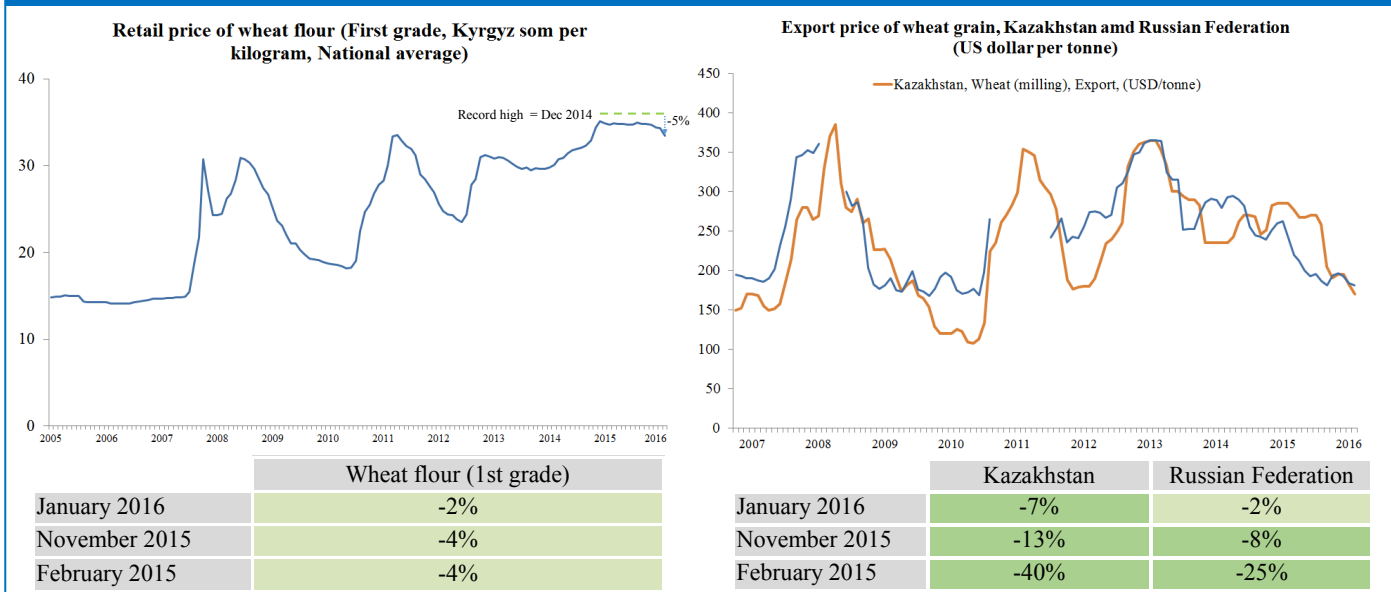 Retail price of wheat flour (First grade, Kyrgyz som per
kilogram, National average)
40
30
20
10
0
Record high = Dec 2014
-5%
2005 2006 2007 2008 2009 2010 2011 2012 2013 2014 2015 2016
Wheat flour (1st grade)
January 2016 -2%
November 2015 -4%
February 2015 -4%
Export price of wheat grain, Kazakhstan and Russian Federation
(US dollar per tonne)
450
400
350
300
250
200
150
100
50
0
Kazakhstan, Wheat (milling), Export, (USD/tonne)
2007 2008 2009 2010 2011 2012 2013 2014 2015 2016
Kazakhstan Russian Federation
January 2016 -7% -2%
November 2015 -13% -8%
February 2015 -40% -25%